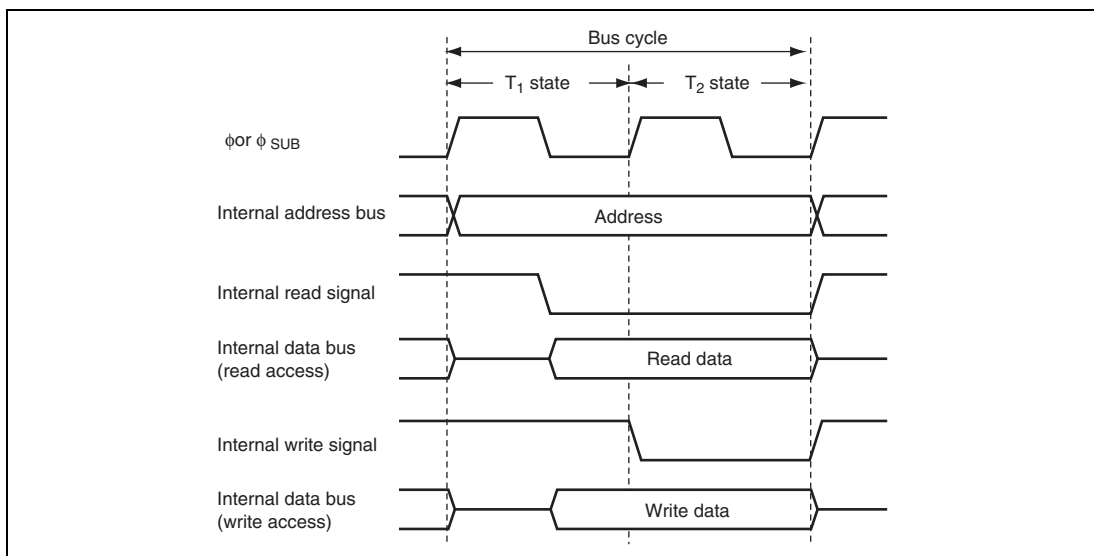 Bus cycle
T₁ state
T₂ state
ϕor ϕ SUB
Internal address bus
Address
Internal read signal
Internal data bus
(read access)
Read data
Internal write signal
Internal data bus
(write access)
Write data